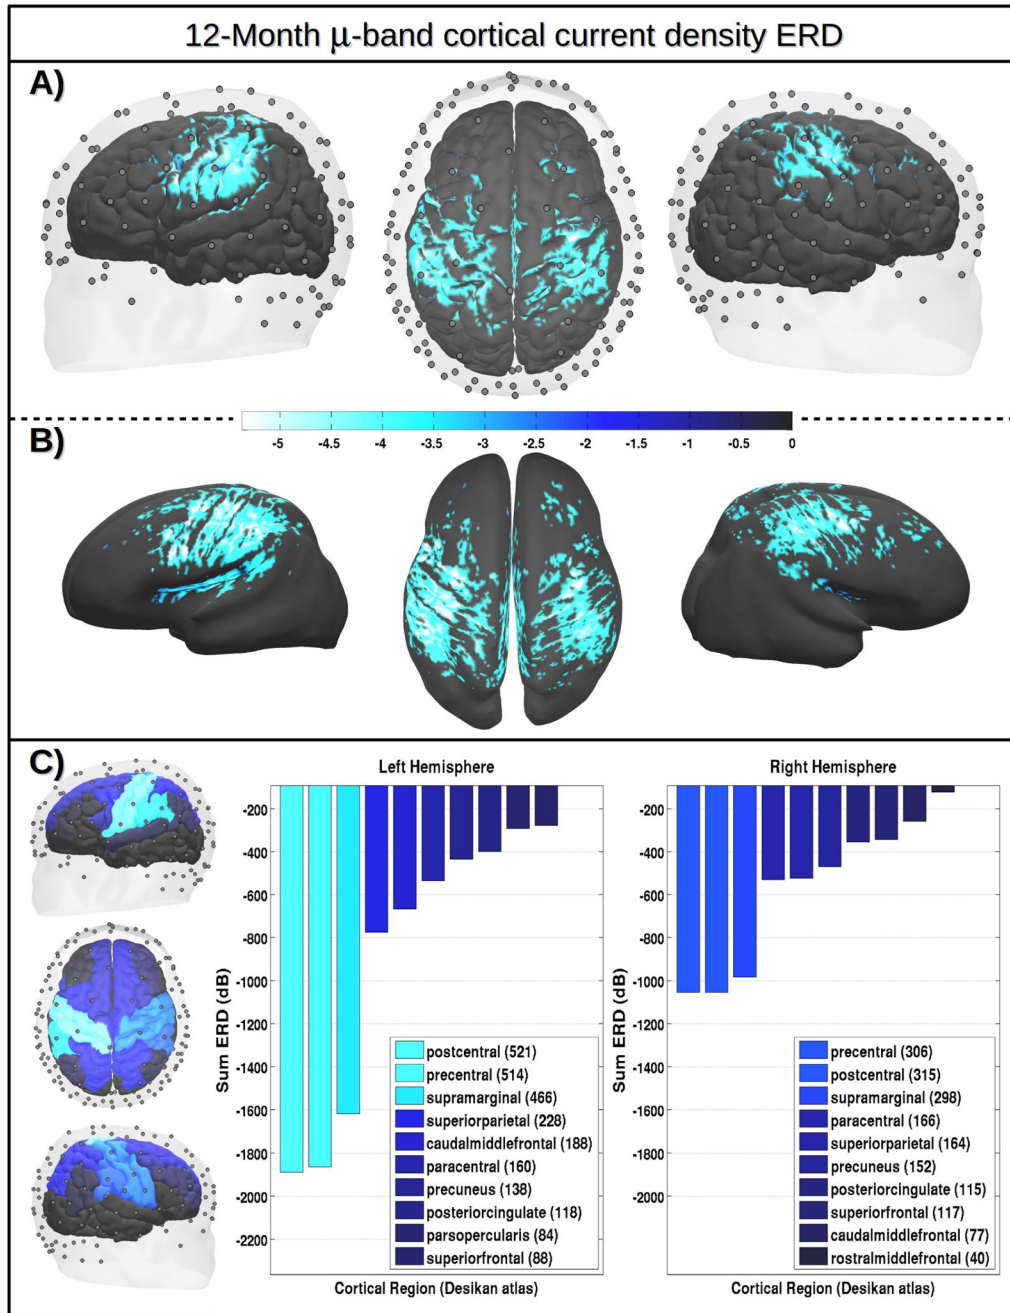 12-Month μ-band cortical current density ERD
A)
-5 -4.5 -4 -3.5 -3 -2.5 -2 -1.5 -1 -0.5 0
B)
C)
Left Hemisphere
-200
-400
-600
-800
-1000
-1200
-1400
-1600
-1800
-2000
-2200
Sum ERD (dB)
postcentral (521)
precentral (514)
supramarginal (466)
superiorparietal (228)
caudalmiddlefrontal (188)
paracentral (160)
precuneus (138)
posteriorcingulate (118)
parsopercularis (84)
superiorfrontal (88)
Cortical Region (Desikan atlas)
Right Hemisphere
-200
-400
-600
-800
-1000
-1200
-1400
-1600
-1800
-2000
Sum ERD (dB)
precentral (306)
postcentral (315)
supramarginal (298)
paracentral (166)
superiorparietal (164)
precuneus (152)
posteriorcingulate (115)
superiorfrontal (117)
caudalmiddlefrontal (77)
rostralmiddlefrontal (40)
Cortical Region (Desikan atlas)